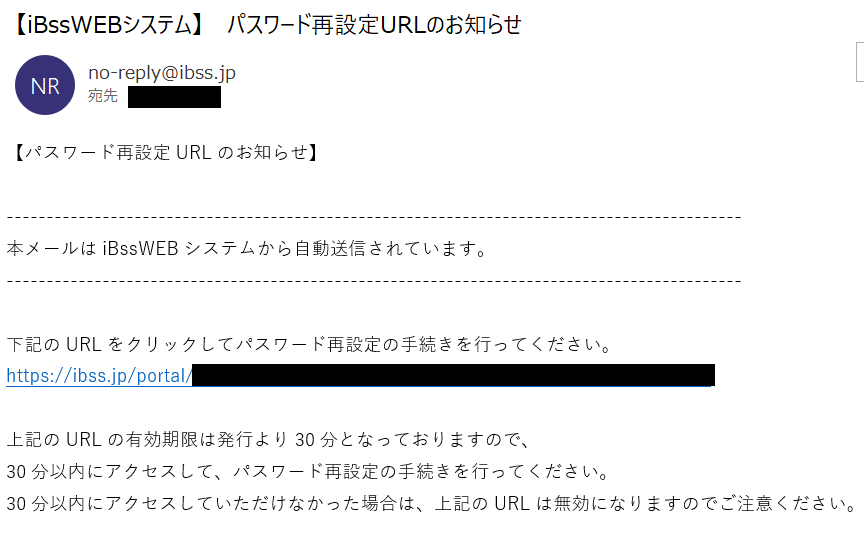 【iBssWEBシステム】　パスワード再設定URLのお知らせ
NR
no-reply@ibss.jp
宛先
【パスワード再設定 URL のお知らせ】
--------------------------------------------------------------------------------------------
本メールは iBssWEB システムから自動送信されています。
--------------------------------------------------------------------------------------------
下記の URL をクリックしてパスワード再設定の手続きを行ってください。
https://ibss.jp/portal/
上記の URL の有効期限は発行より 30 分となっておりますので、
30 分以内にアクセスして、パスワード再設定の手続きを行ってください。
30 分以内にアクセスしていただけなかった場合は、上記の URL は無効になりますのでご注意ください。